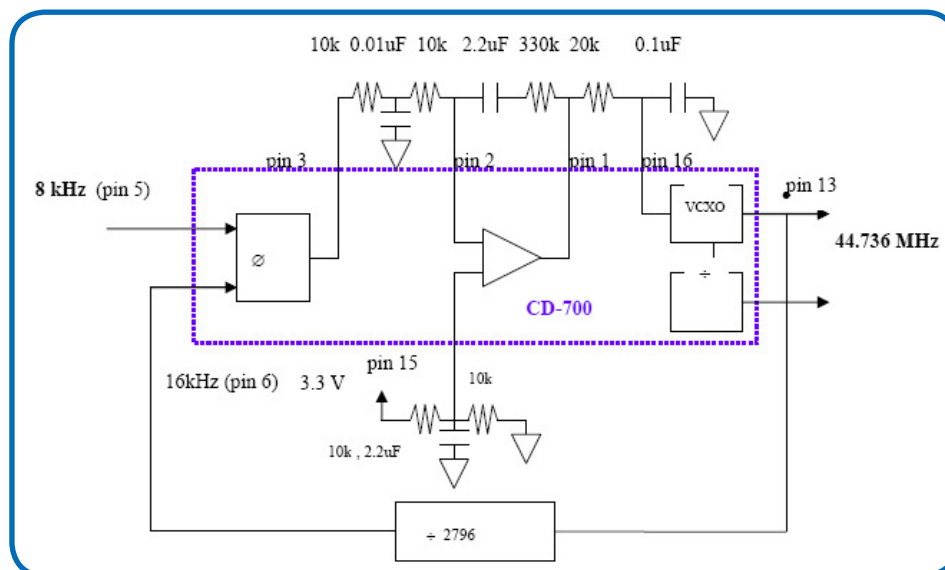 10k 0.01uF 10k 2.2uF 330k 20k 0.1uF
pin 3 pin 2 pin 1 pin 16
8 kHz (pin 5) pin 13
VCXO
44.736 MHz
∅ ÷
CD-700
pin 15
16kHz (pin 6) 3.3 V 10k
10k , 2.2uF
÷ 2796